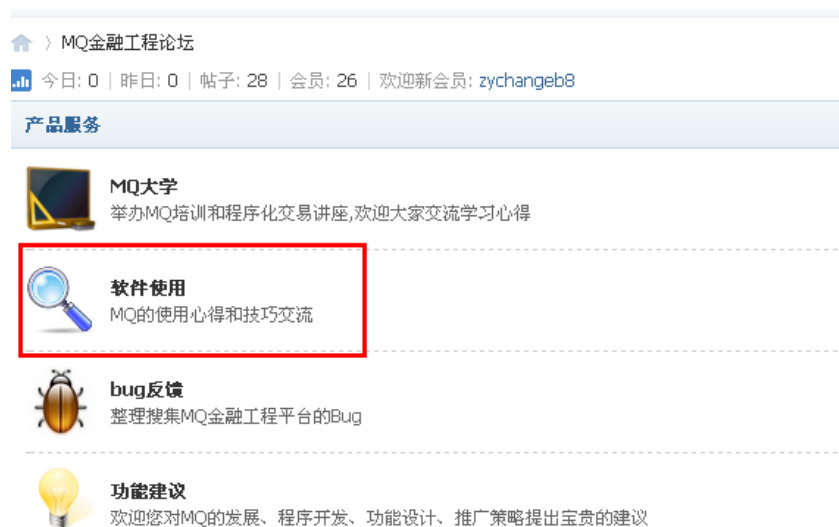 MQ金融工程论坛
今日: 0 | 昨日: 0 | 帖子: 28 | 会员: 26 | 欢迎新会员: zychangeb8
产品服务
MQ大学
举办MQ培训和程序化交易讲座,欢迎大家交流学习心得
软件使用
MQ的使用心得和技巧交流
bug反馈
整理搜集MQ金融工程平台的Bug
功能建议
欢迎您对MQ的发展、程序开发、功能设计、推广策略提出宝贵的建议